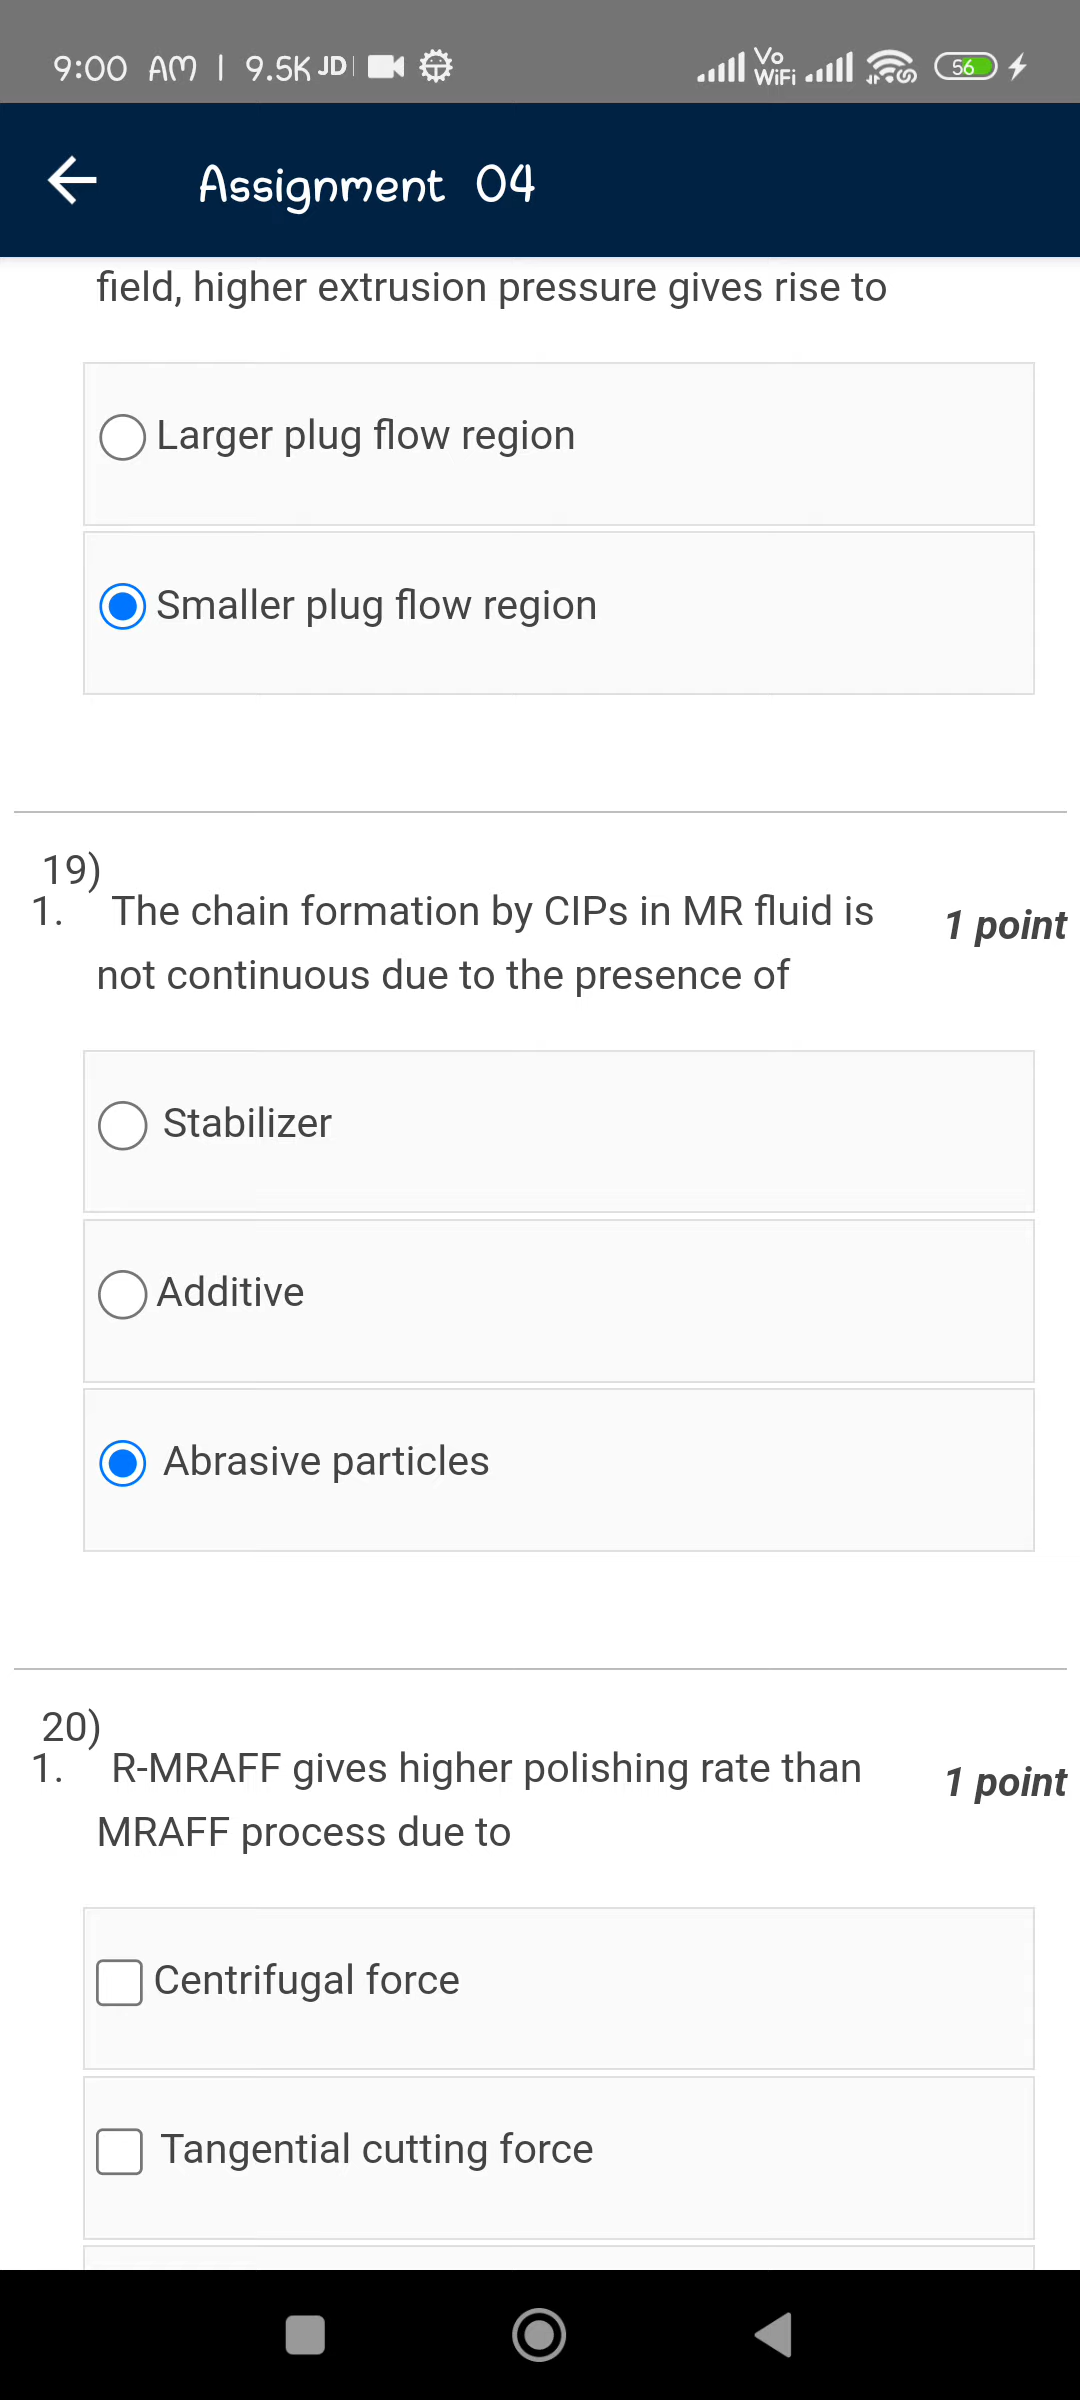 9:00 AM | 9.5K JD
Vo
WiFi
56
Assignment 04
field, higher extrusion pressure gives rise to
Larger plug flow region
Smaller plug flow region
19)
1. The chain formation by CIPs in MR fluid is
1 point
not continuous due to the presence of
Stabilizer
Additive
Abrasive particles
20)
1. R-MRAFF gives higher polishing rate than
1 point
MRAFF process due to
Centrifugal force
Tangential cutting force